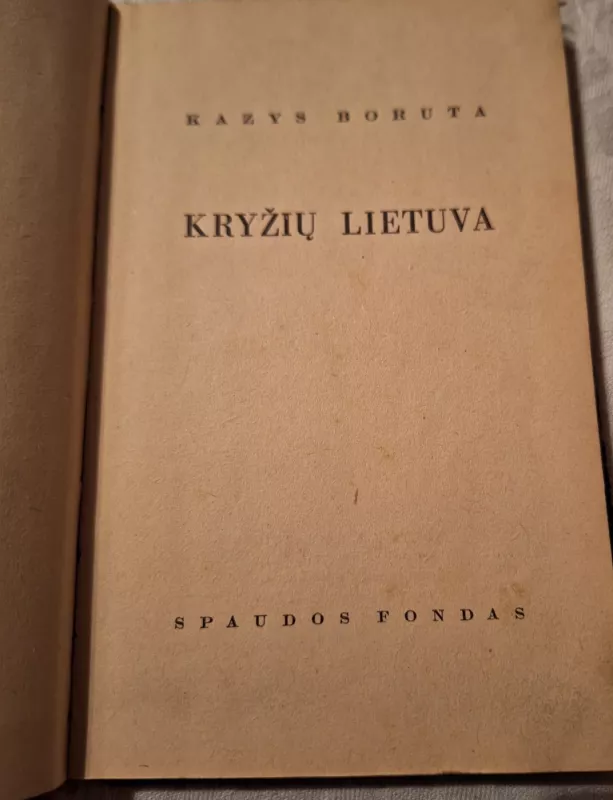 KAZYS BORUTA
KRYŽIŲ LIETUVA
SPAUDOS FONDAS